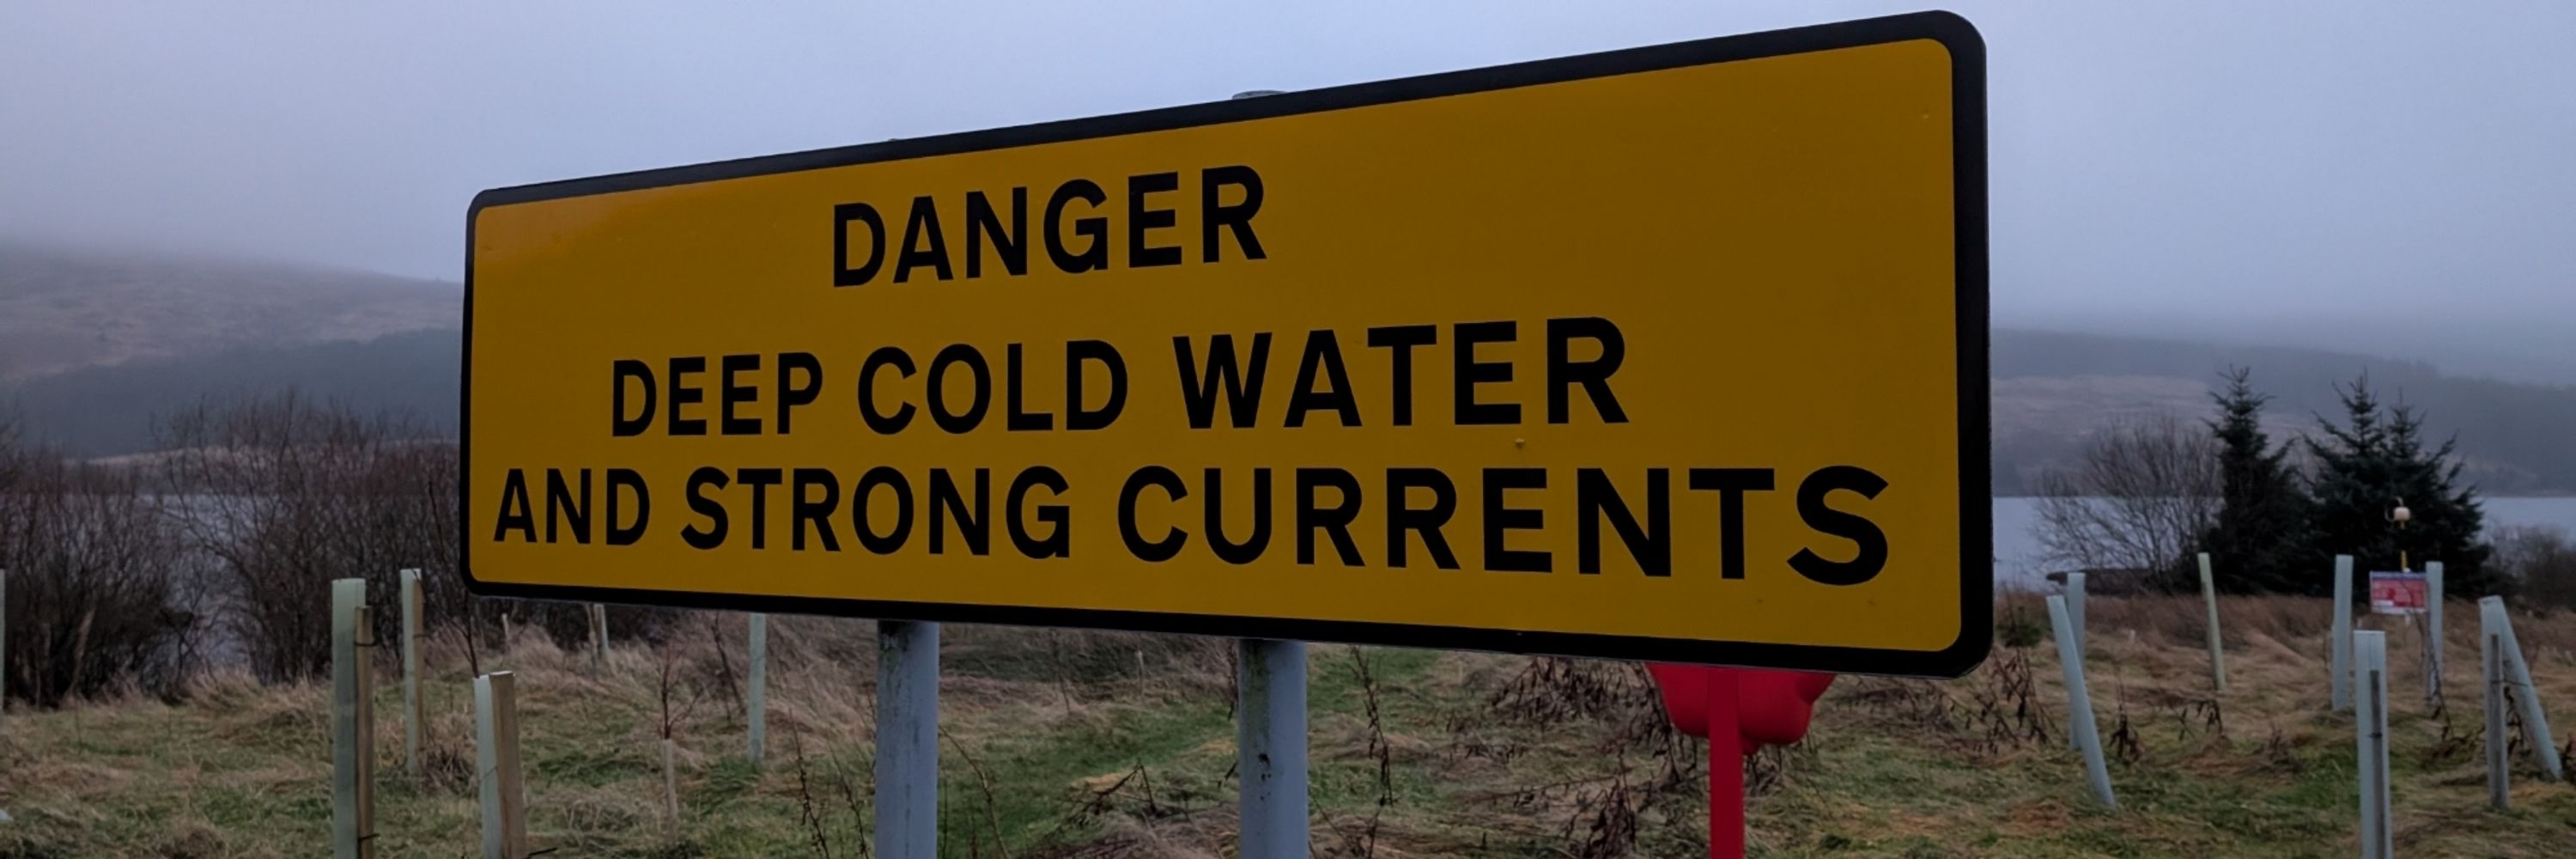 DANGER
DEEP COLD WATER
AND STRONG CURRENTS